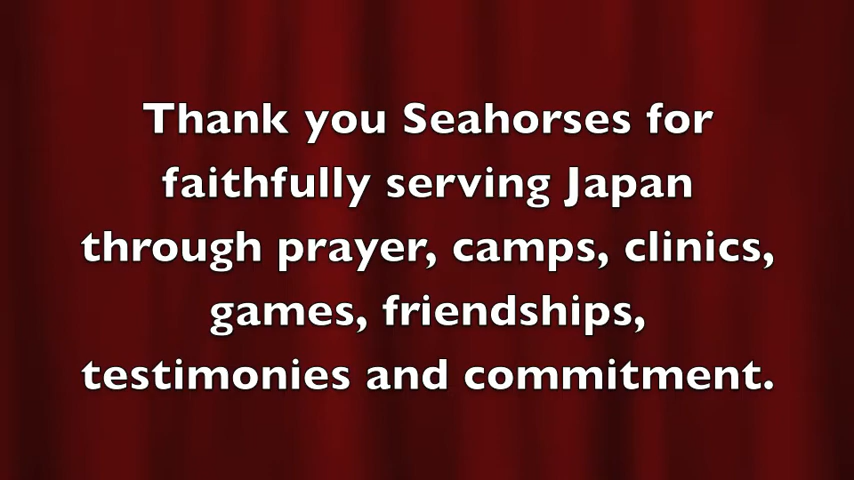 Thank you Seahorses for
faithfully serving Japan
through prayer, camps, clinics,
games, friendships,
testimonies and commitment.